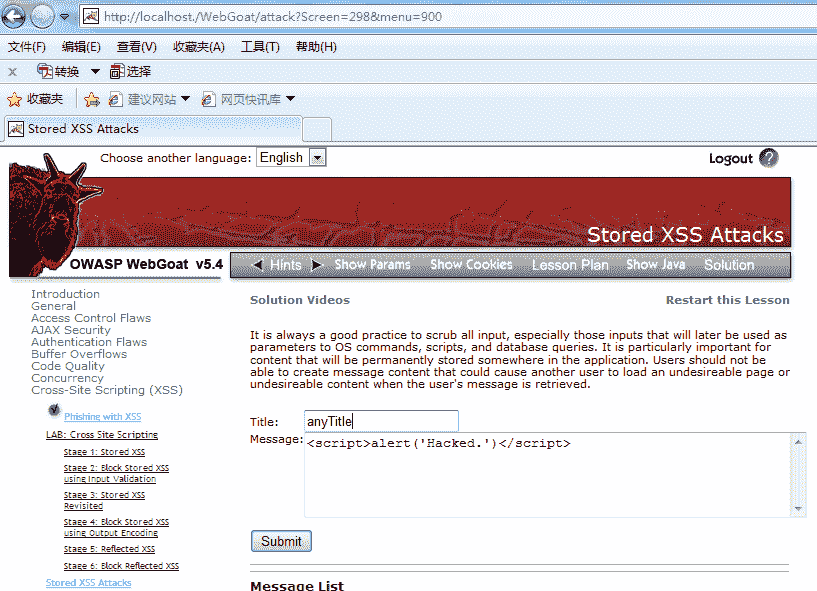 http://localhost./WebGoat/attack?Screen=298&menu=900
文件(F) 编辑(E) 查看(V) 收藏夹(A) 工具(T) 帮助(H)
x 转换 选择
收藏夹 建议网站 网页快讯库
Stored XSS Attacks
Choose another language: English Logout ?
Stored XSS Attacks
OWASP WebGoat v5.4 Hints Show Params Show Cookies Lesson Plan Show Java Solution
Introduction
General
Access Control Flaws
AJAX Security
Authentication Flaws
Buffer Overflows
Code Quality
Concurrency
Cross-Site Scripting (XSS)
Phishing with XSS
LAB: Cross Site Scripting
Stage 1: Stored XSS
Stage 2: Block Stored XSS
using Input Validation
Stage 3: Stored XSS
Revisited
Stage 4: Block Stored XSS
using Output Encoding
Stage 5: Reflected XSS
Stage 6: Block Reflected XSS
Stored XSS Attacks
Solution Videos Restart this Lesson
It is always a good practice to scrub all input, especially those inputs that will later be used as
parameters to OS commands, scripts, and database queries. It is particularly important for
content that will be permanently stored somewhere in the application. Users should not be
able to create message content that could cause another user to load an undesireable page or
undesireable content when the user's message is retrieved.
Title: anyTitle
Message: <script>alert('Hacked.')</script>
Submit
Message List